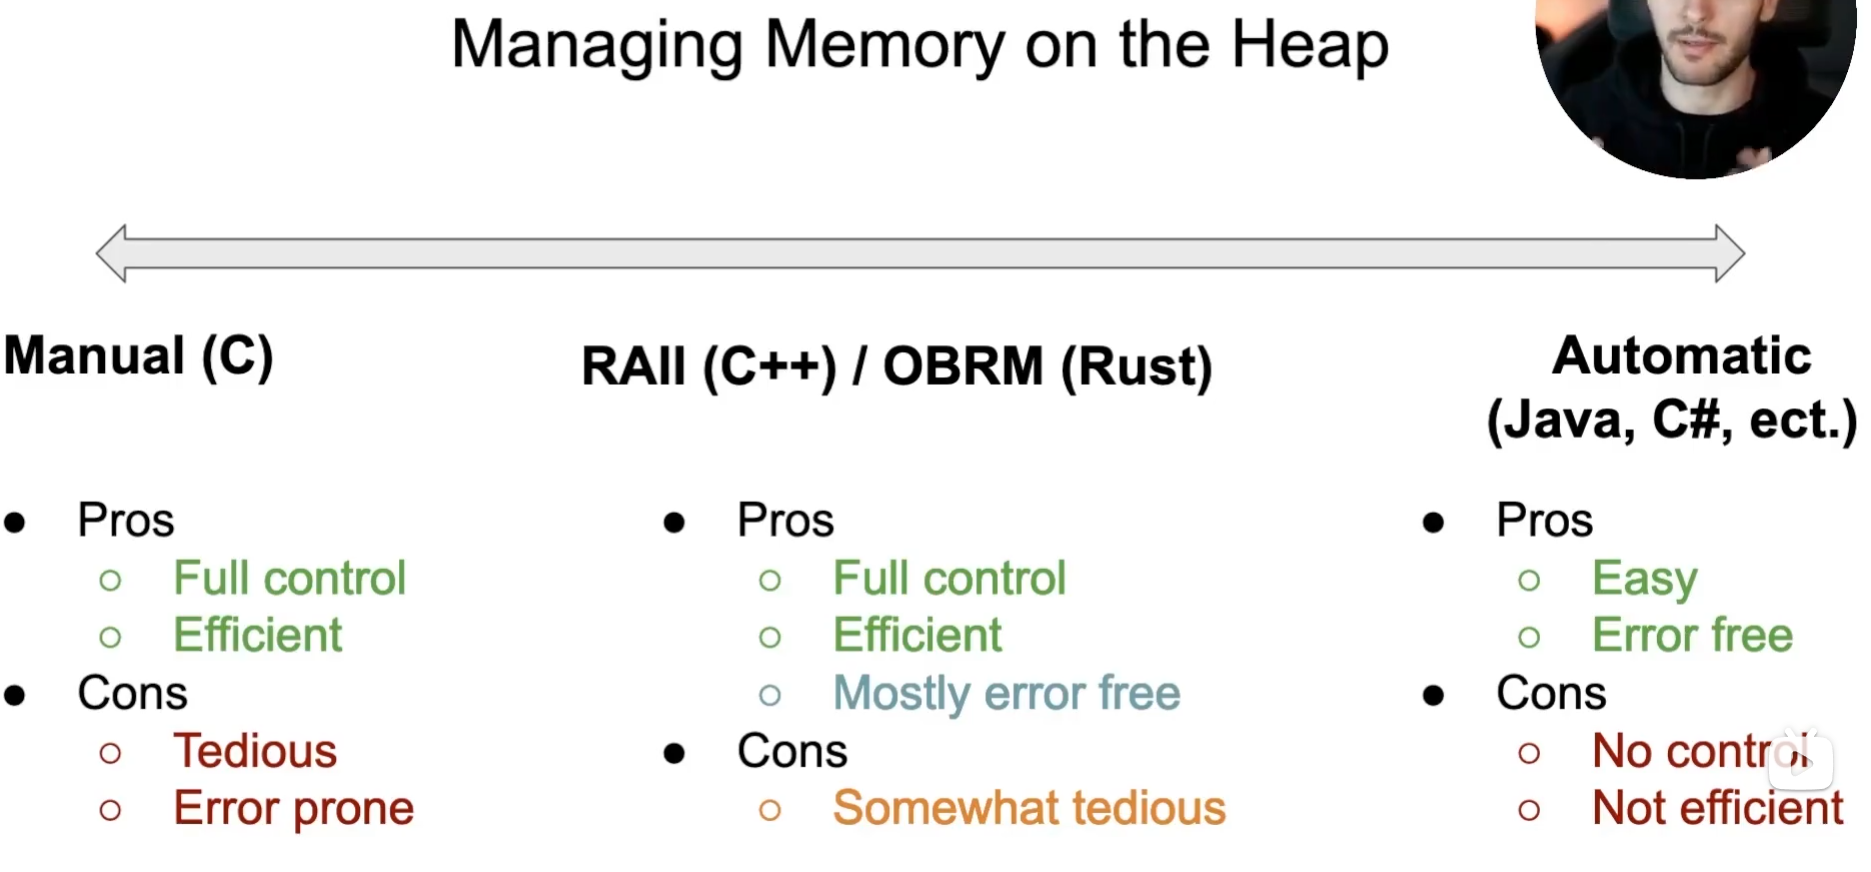 Managing Memory on the Heap
Manual (C)
Pros
Full control
Efficient
Cons
Tedious
Error prone
RAII (C++) / OBRM (Rust)
Pros
Full control
Efficient
Mostly error free
Cons
Somewhat tedious
Automatic
(Java, C#, ect.)
Pros
Easy
Error free
Cons
No control
Not efficient